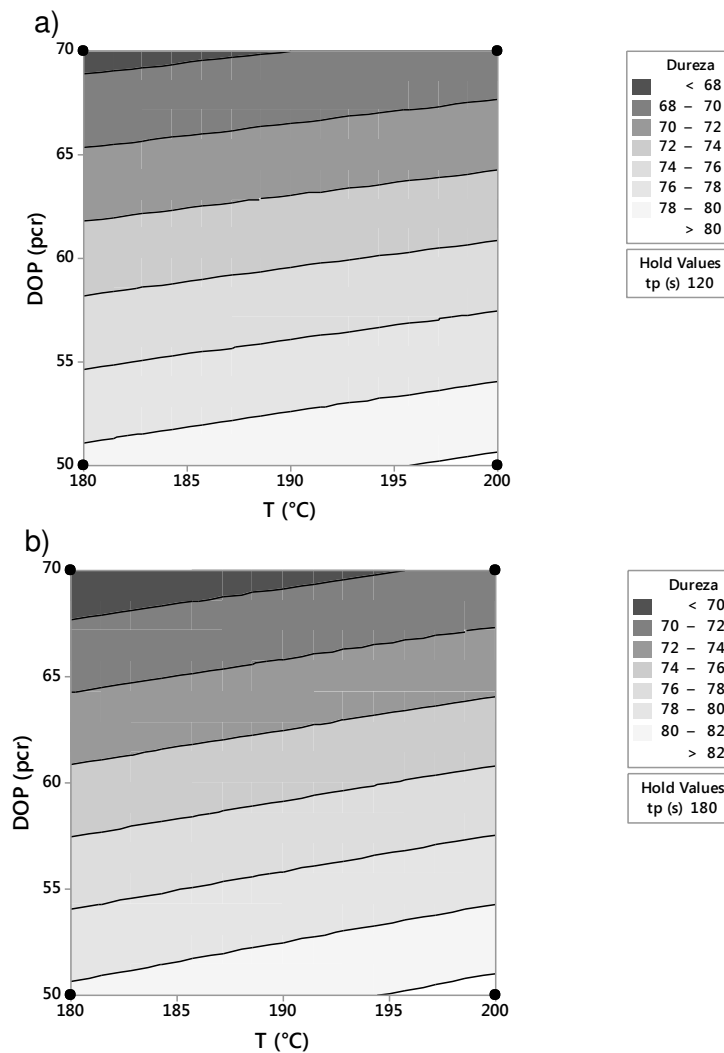 a)
70
65
60
55
50
DOP (pcr)
180
185
190
195
200
T (°C)
Dureza
< 68
68 – 70
70 – 72
72 – 74
74 – 76
76 – 78
78 – 80
> 80
Hold Values
tp (s) 120
b)
70
65
60
55
50
DOP (pcr)
180
185
190
195
200
T (°C)
Dureza
< 70
70 – 72
72 – 74
74 – 76
76 – 78
78 – 80
80 – 82
> 82
Hold Values
tp (s) 180